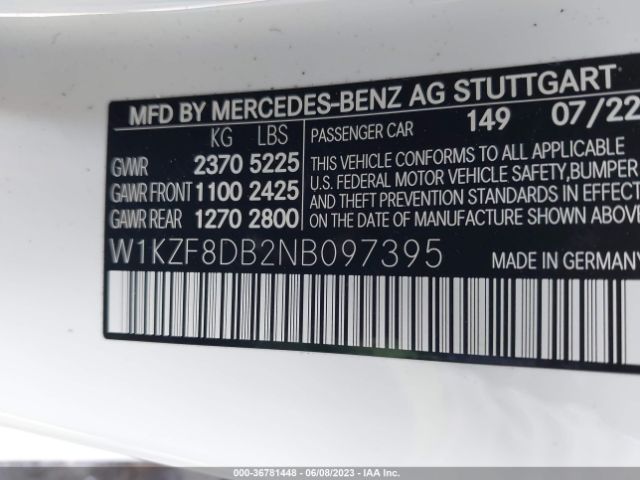 MFD BY MERCEDES-BENZ AG STUTTGART
KG LBS PASSENGER CAR 149 07/22
GVWR 2370 5225
GAWR FRONT 1100 2425
GAWR REAR 1270 2800
THIS VEHICLE CONFORMS TO ALL APPLICABLE
U.S. FEDERAL MOTOR VEHICLE SAFETY, BUMPER
AND THEFT PREVENTION STANDARDS IN EFFECT
DATE OF MANUFACTURE SHOWN ABOVE
W1KZF8DB2NB097395 MADE IN GERMANY
000-36781448 - 06/08/2023 - IAA Inc.